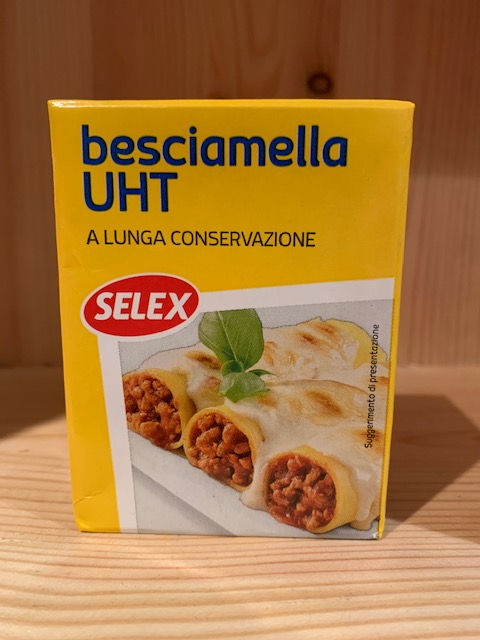 besciamella
UHT
A LUNGA CONSERVAZIONE
SELEX
Suggerimento di presentazione